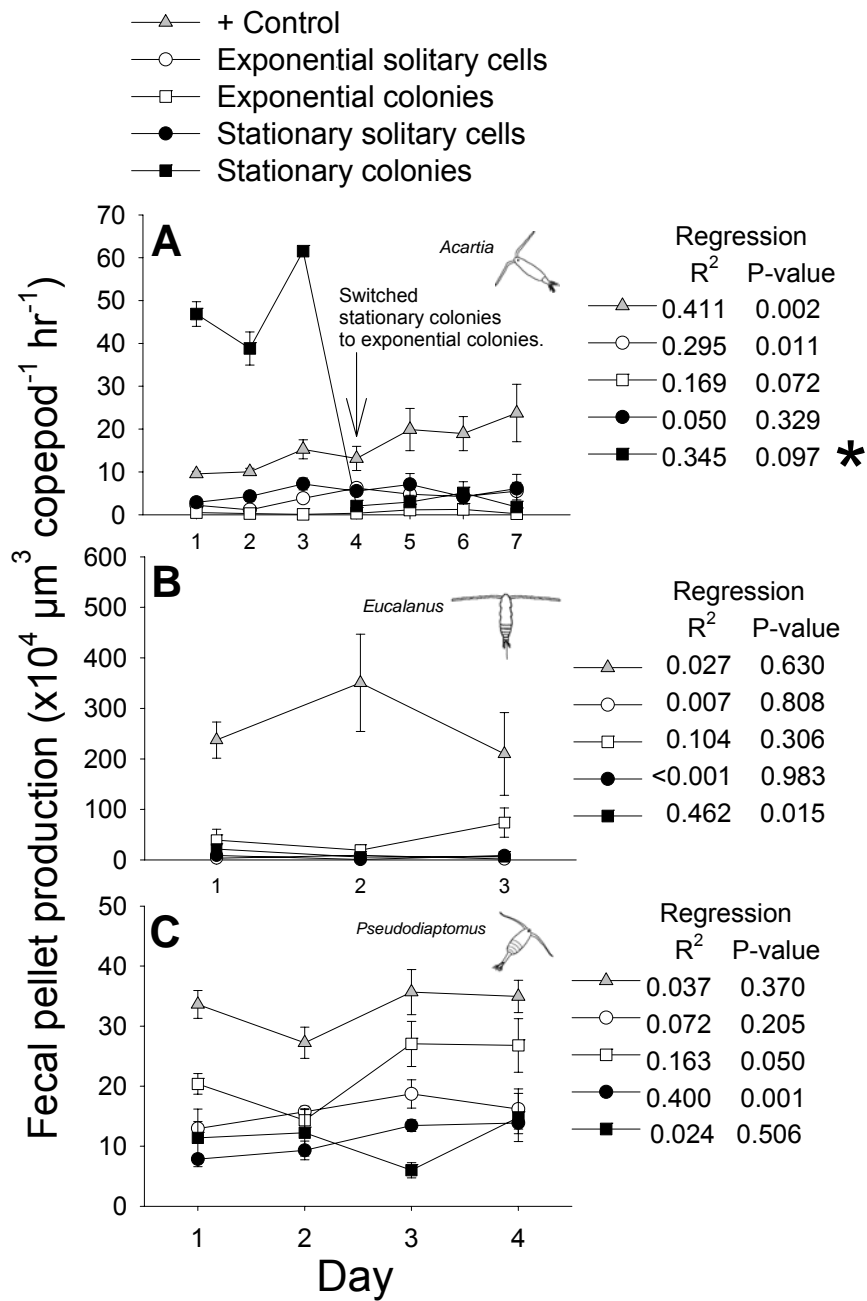 + Control
Exponential solitary cells
Exponential colonies
Stationary solitary cells
Stationary colonies
Fecal pellet production (x10⁴ µm³ copepod⁻¹ hr⁻¹)
A
Acartia
Switched
stationary colonies
to exponential colonies.
70
60
50
40
30
20
10
0
1 2 3 4 5 6 7
Regression
R² P-value
0.411 0.002
0.295 0.011
0.169 0.072
0.050 0.329
0.345 0.097 *
B
Eucalanus
600
500
400
300
200
100
0
1 2 3
Regression
R² P-value
0.027 0.630
0.007 0.808
0.104 0.306
<0.001 0.983
0.462 0.015
C
Pseudodiaptomus
50
40
30
20
10
0
1 2 3 4
Day
Regression
R² P-value
0.037 0.370
0.072 0.205
0.163 0.050
0.400 0.001
0.024 0.506